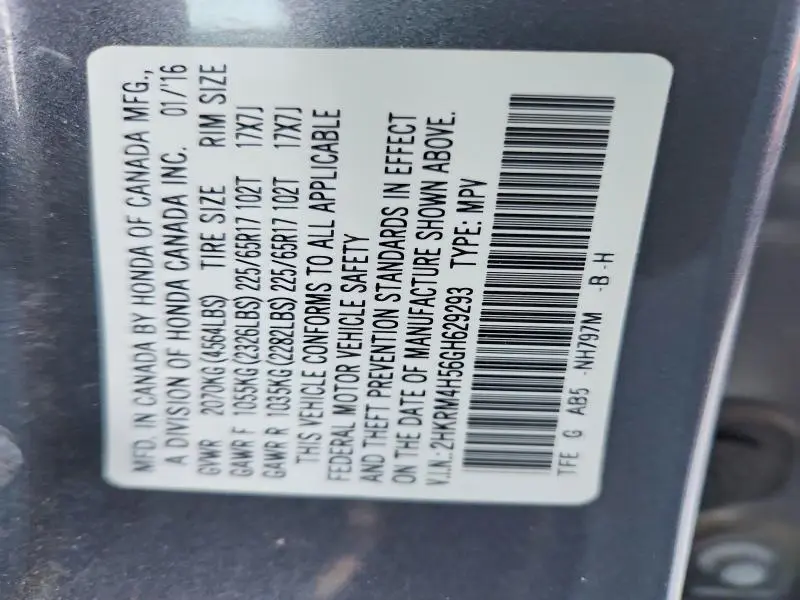 MFD. IN CANADA BY HONDA OF CANADA MFG.,
A DIVISION OF HONDA CANADA INC. 01/'16
GVWR 2070KG(4564LBS) TIRE SIZE RIM SIZE
GAWR F 1055KG(2326LBS) 225/65R17 102T 17X7J
GAWR R 1035KG(2282LBS) 225/65R17 102T 17X7J
THIS VEHICLE CONFORMS TO ALL APPLICABLE
FEDERAL MOTOR VEHICLE SAFETY
AND THEFT PREVENTION STANDARDS IN EFFECT
ON THE DATE OF MANUFACTURE SHOWN ABOVE.
V.I.N.:2HKRM4H56GH629293 TYPE: MPV
TFE G AB5 -NH797M -B-H